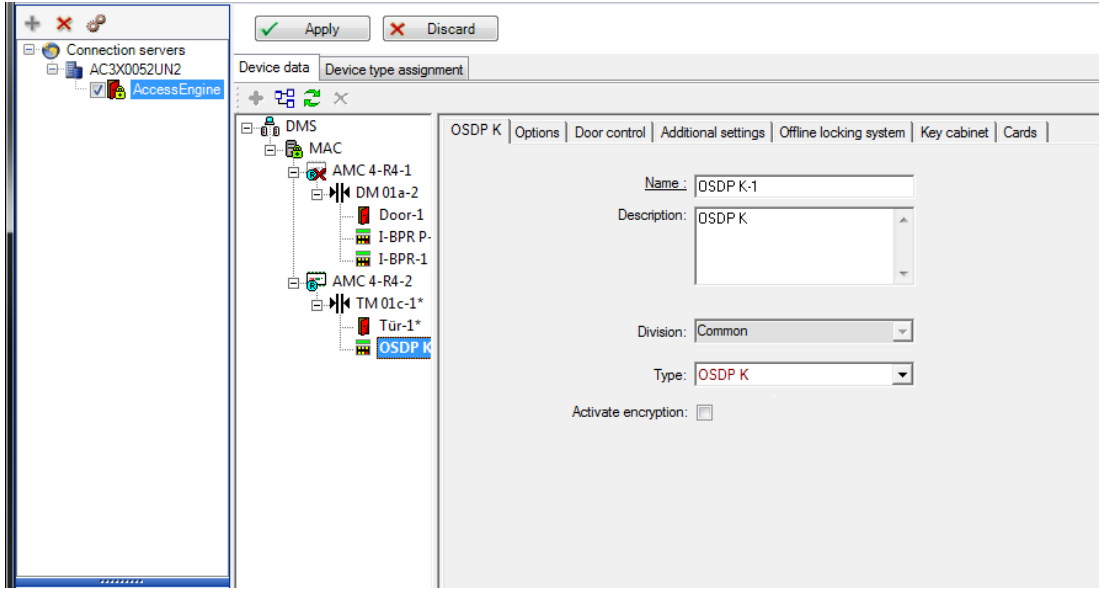 Apply
Discard
Connection servers
AC3X0052UN2
AccessEngine
Device data
Device type assignment
DMS
MAC
AMC 4-R4-1
DM 01a-2
Door-1
I-BPR P-
I-BPR-1
AMC 4-R4-2
TM 01c-1*
Tür-1*
OSDP K
OSDP K
Options
Door control
Additional settings
Offline locking system
Key cabinet
Cards
Name :
OSDP K-1
Description:
OSDP K
Division:
Common
Type:
OSDP K
Activate encryption: